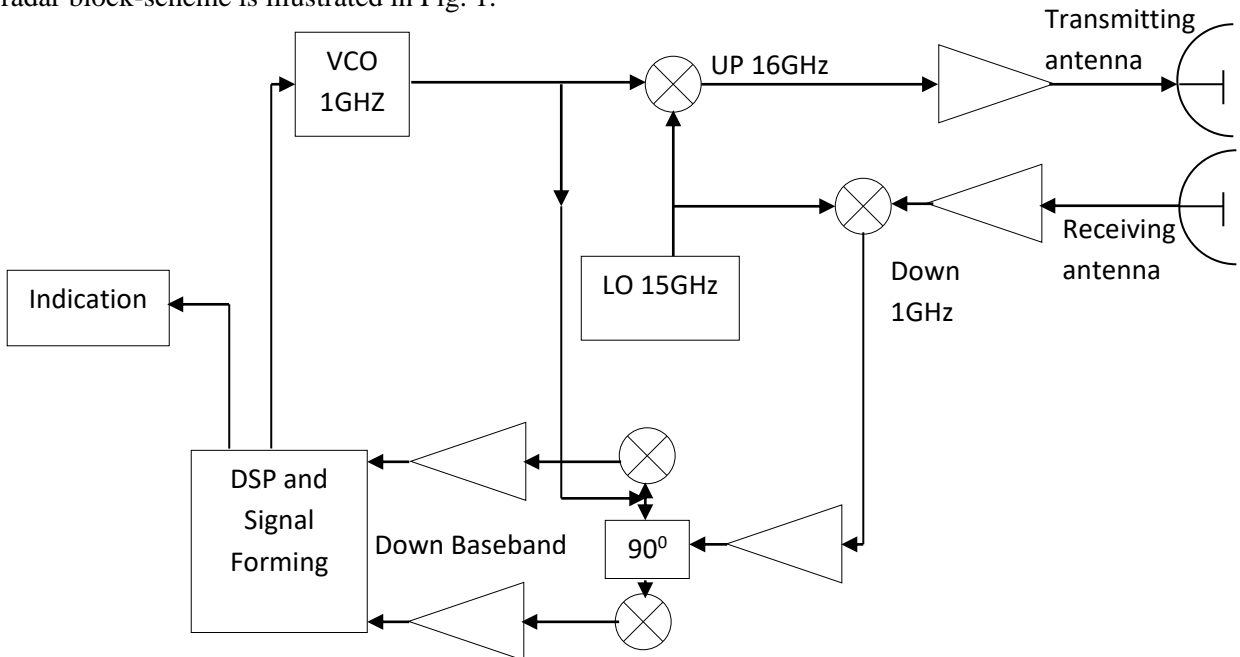 radar block-scheme is illustrated in Fig. 1.
VCO
1GHZ
UP 16GHz
Transmitting
antenna
LO 15GHz
Down
1GHz
Receiving
antenna
Indication
DSP and
Signal
Forming
Down Baseband
90⁰